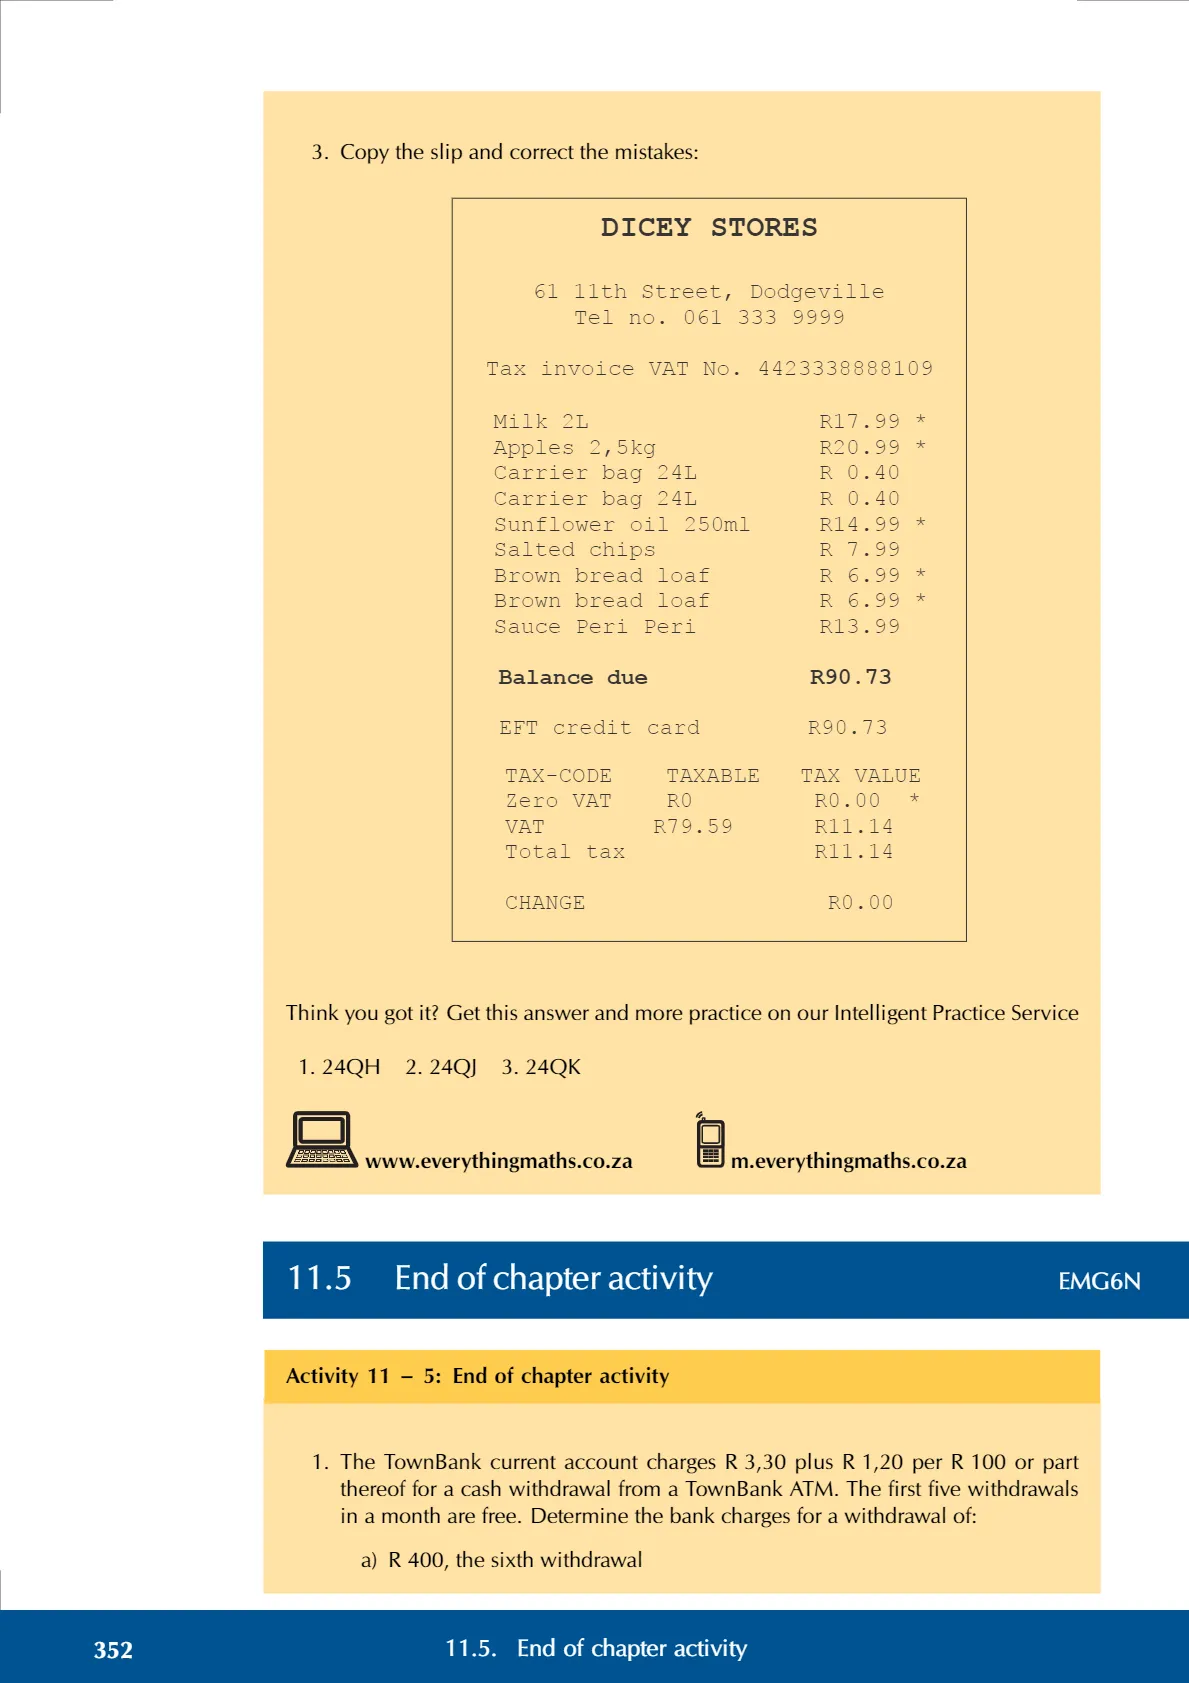 3. Copy the slip and correct the mistakes:
DICEY STORES
61 11th Street, Dodgeville
Tel no. 061 333 9999
Tax invoice VAT No. 4423338888109
Milk 2L R17.99 *
Apples 2,5kg R20.99 *
Carrier bag 24L R 0.40
Carrier bag 24L R 0.40
Sunflower oil 250ml R14.99 *
Salted chips R 7.99
Brown bread loaf R 6.99 *
Brown bread loaf R 6.99 *
Sauce Peri Peri R13.99
Balance due R90.73
EFT credit card R90.73
TAX-CODE TAXABLE TAX VALUE
Zero VAT R0 R0.00 *
VAT R79.59 R11.14
Total tax R11.14
CHANGE R0.00
Think you got it? Get this answer and more practice on our Intelligent Practice Service
1. 24QH 2. 24QJ 3. 24QK
www.everythingmaths.co.za m.everythingmaths.co.za
11.5 End of chapter activity EMG6N
Activity 11 – 5: End of chapter activity
1. The TownBank current account charges R 3,30 plus R 1,20 per R 100 or part
thereof for a cash withdrawal from a TownBank ATM. The first five withdrawals
in a month are free. Determine the bank charges for a withdrawal of:
a) R 400, the sixth withdrawal
352 11.5. End of chapter activity